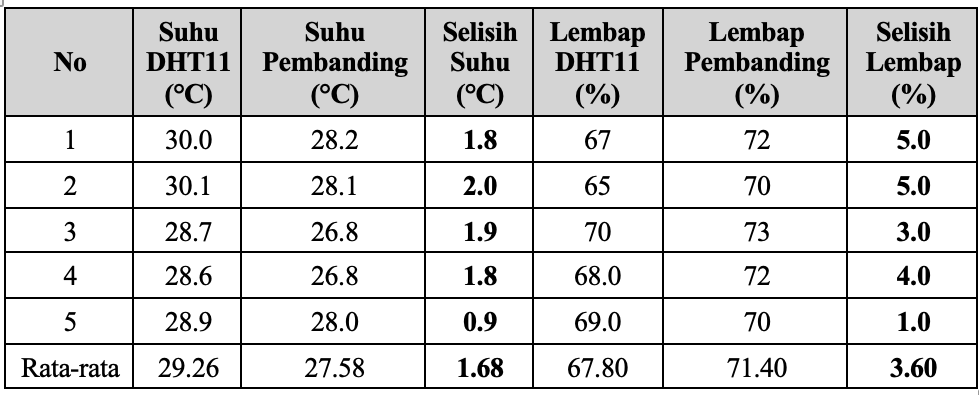 No Suhu DHT11 (°C) Suhu Pembanding (°C) Selisih Suhu (°C) Lembap DHT11 (%) Lembap Pembanding (%) Selisih Lembap (%)
1 30.0 28.2 1.8 67 72 5.0
2 30.1 28.1 2.0 65 70 5.0
3 28.7 26.8 1.9 70 73 3.0
4 28.6 26.8 1.8 68.0 72 4.0
5 28.9 28.0 0.9 69.0 70 1.0
Rata-rata 29.26 27.58 1.68 67.80 71.40 3.60